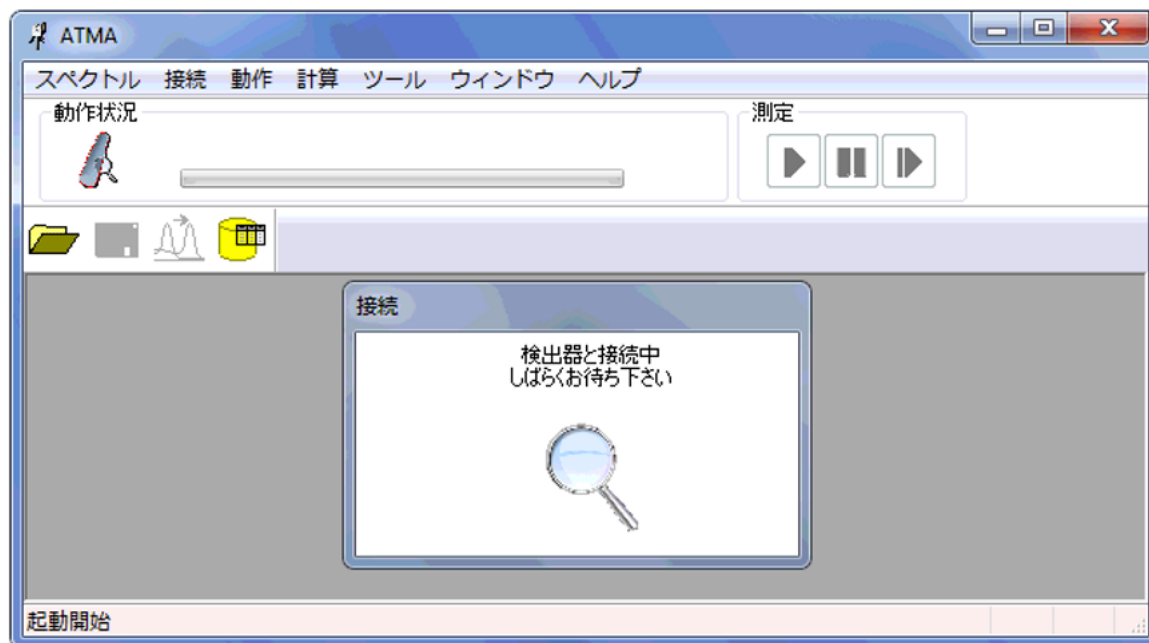 ATMA
スペクトル 接続 動作 計算 ツール ウィンドウ ヘルプ
動作状況
測定
接続
検出器と接続中
しばらくお待ち下さい
起動開始